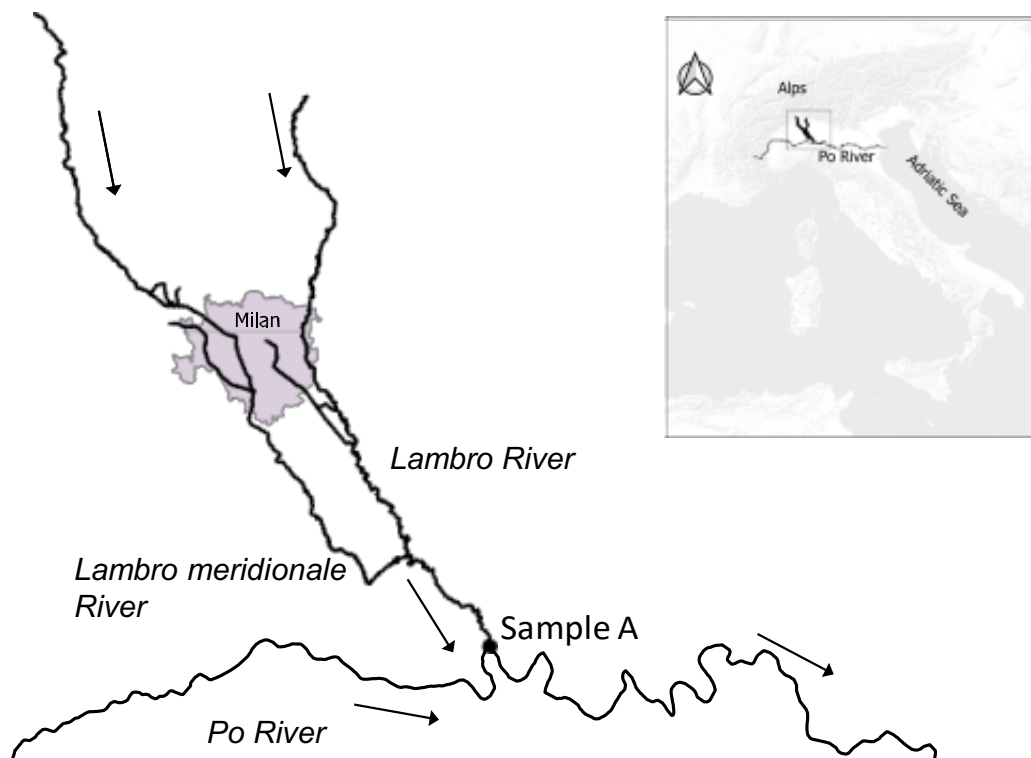 Alps
Po River
Adriatic Sea
Milan
Lambro River
Lambro meridionale
River
Sample A
Po River